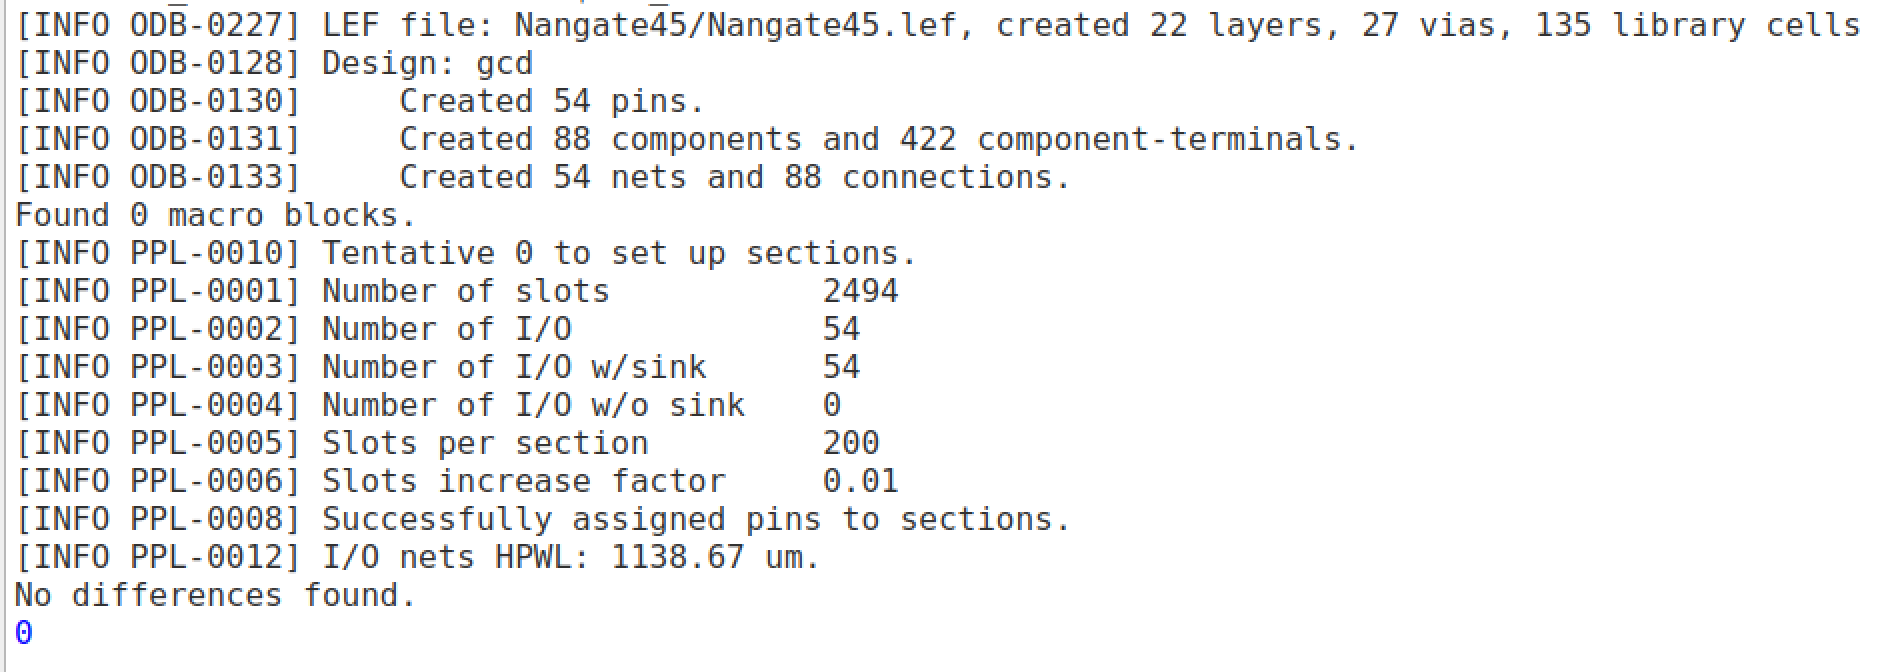 [INFO ODB-0227] LEF file: Nangate45/Nangate45.lef, created 22 layers, 27 vias, 135 library cells
[INFO ODB-0128] Design: gcd
[INFO ODB-0130]     Created 54 pins.
[INFO ODB-0131]     Created 88 components and 422 component-terminals.
[INFO ODB-0133]     Created 54 nets and 88 connections.
Found 0 macro blocks.
[INFO PPL-0010] Tentative 0 to set up sections.
[INFO PPL-0001] Number of slots           2494
[INFO PPL-0002] Number of I/O             54
[INFO PPL-0003] Number of I/O w/sink      54
[INFO PPL-0004] Number of I/O w/o sink    0
[INFO PPL-0005] Slots per section         200
[INFO PPL-0006] Slots increase factor     0.01
[INFO PPL-0008] Successfully assigned pins to sections.
[INFO PPL-0012] I/O nets HPWL: 1138.67 um.
No differences found.
0